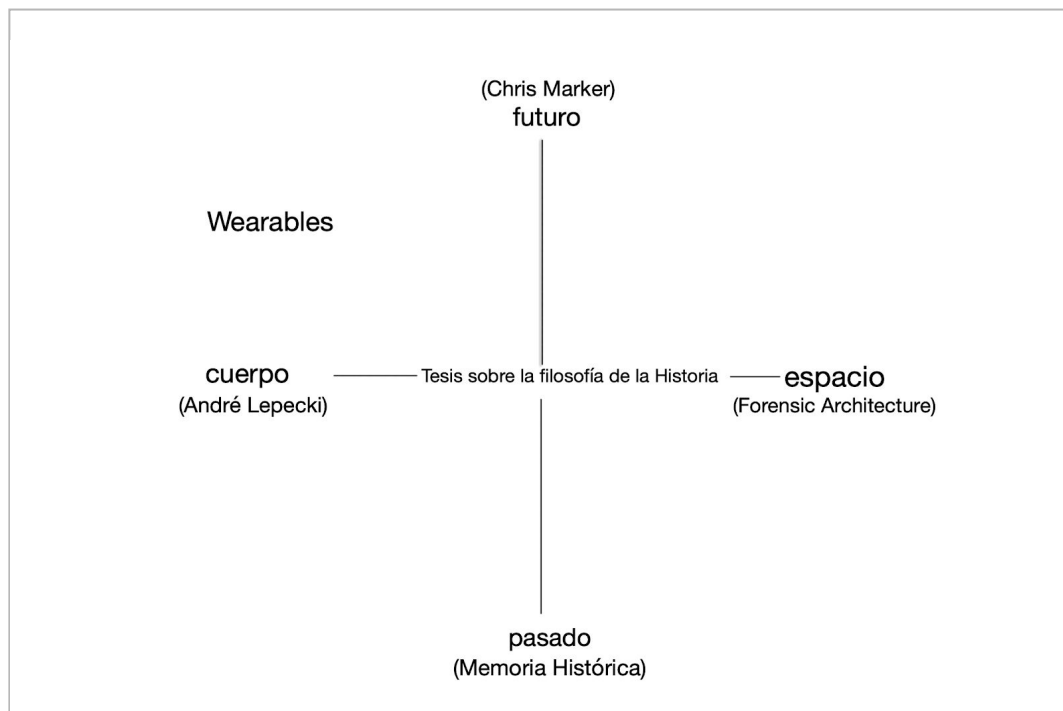 (Chris Marker)
futuro
Wearables
cuerpo
(André Lepecki)
Tesis sobre la filosofía de la Historia
espacio
(Forensic Architecture)
pasado
(Memoria Histórica)